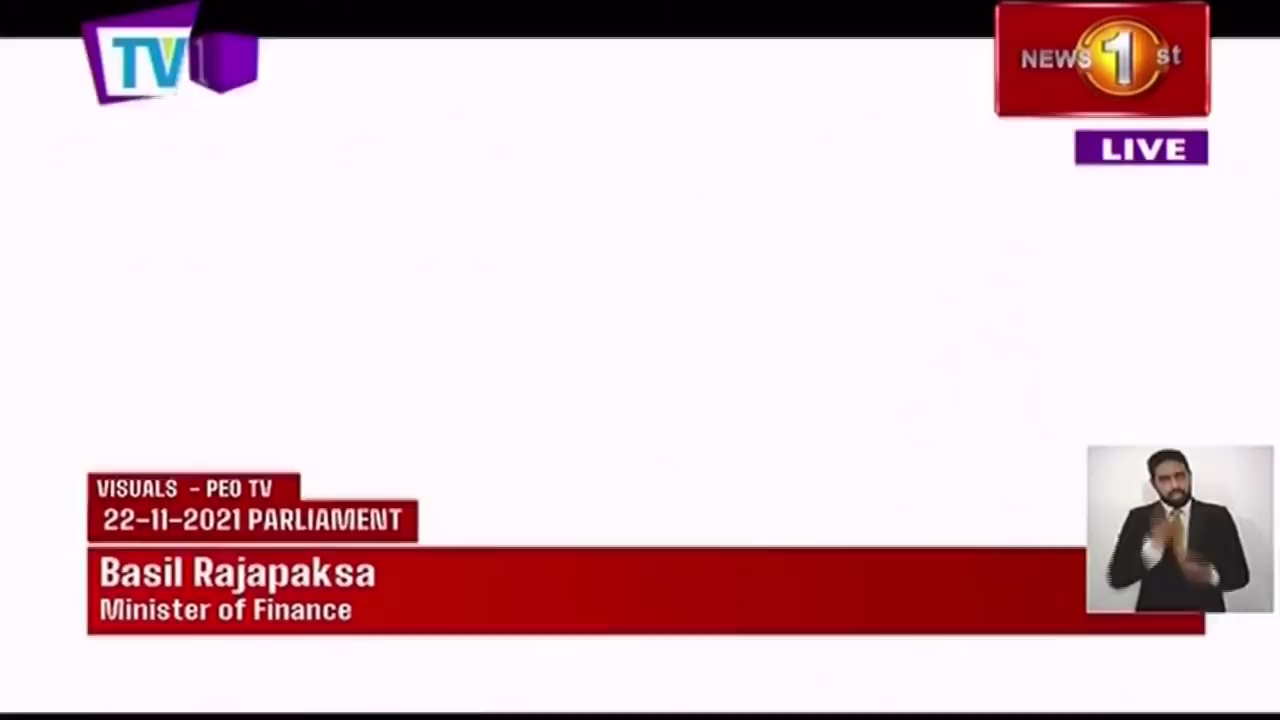 TV1
NEWS 1st
LIVE
VISUALS - PEO TV
22-11-2021 PARLIAMENT
Basil Rajapaksa
Minister of Finance